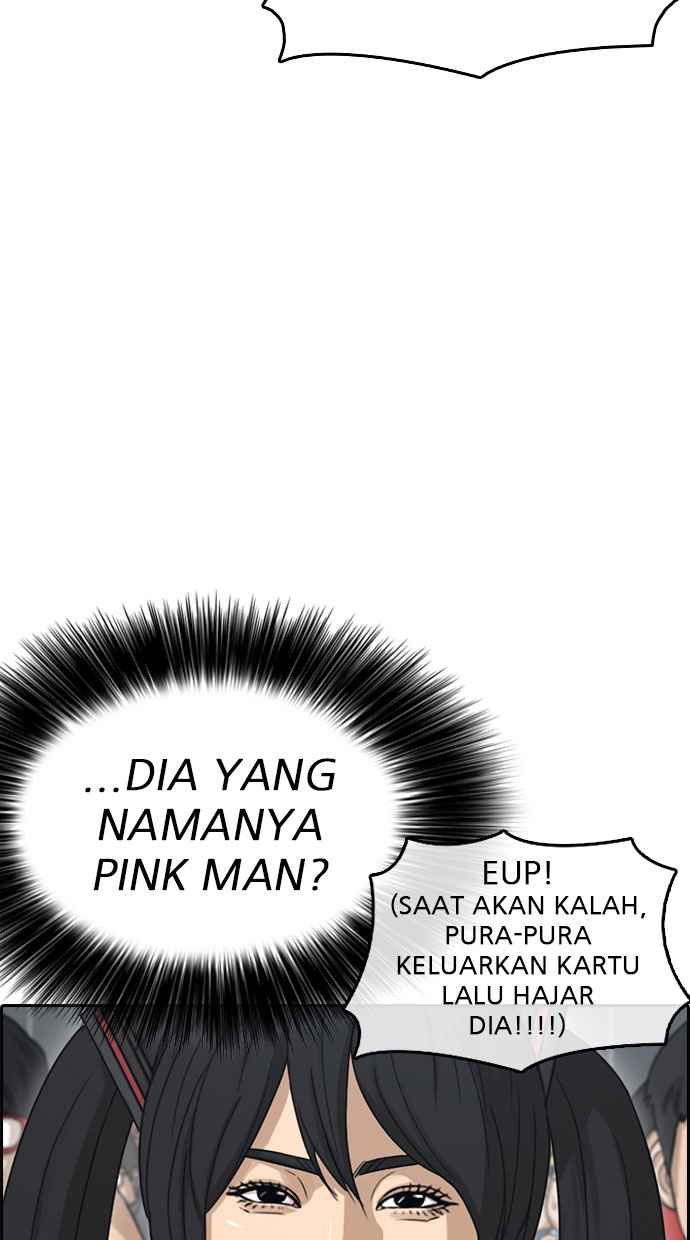 ...DIA YANG
NAMANYA
PINK MAN?
EUP!
(SAAT AKAN KALAH,
PURA-PURA
KELUARKAN KARTU
LALU HAJAR
DIA!!!!)